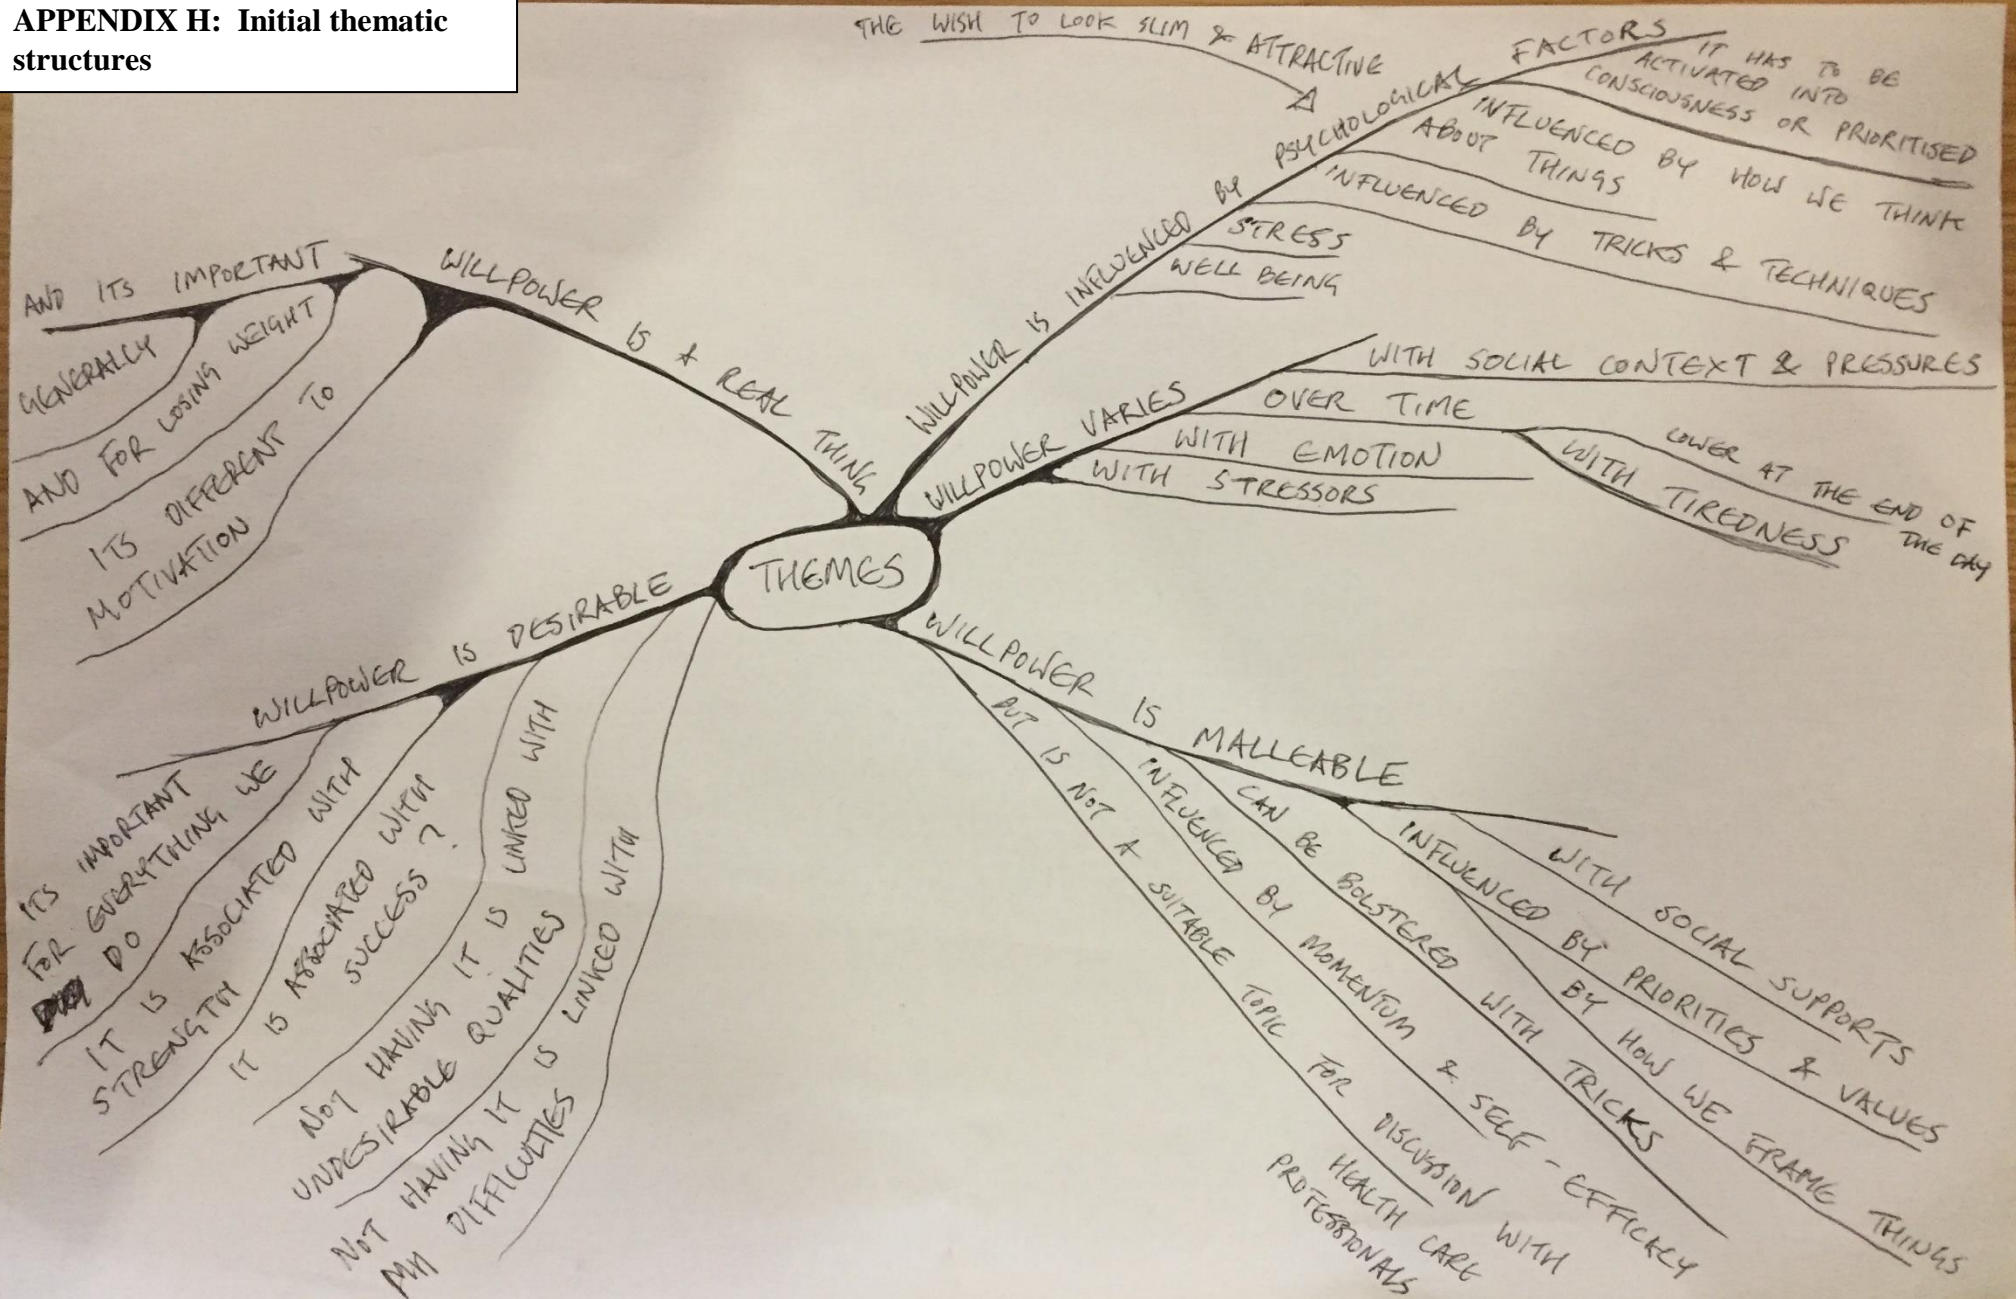 APPENDIX H: Initial thematic
structures
THE WISH TO LOOK SLIM & ATTRACTIVE
WILLPOWER IS INFLUENCED BY PSYCHOLOGICAL FACTORS
IT HAS TO BE
ACTIVATED INTO
CONSCIOUSNESS OR PRIORITISED
INFLUENCED BY HOW WE THINK
ABOUT THINGS
INFLUENCED BY TRICKS & TECHNIQUES
STRESS
WELL BEING
WILLPOWER IS A REAL THING
AND ITS IMPORTANT
GENERALLY
AND FOR LOSING WEIGHT
ITS DIFFERENT TO
MOTIVATION
WILLPOWER VARIES
WITH SOCIAL CONTEXT & PRESSURES
OVER TIME
LOWER AT THE END OF
THE DAY
WITH TIREDNESS
WITH EMOTION
WITH STRESSORS
THEMES
WILLPOWER IS DESIRABLE
ITS IMPORTANT
FOR EVERYTHING WE
DO
IT IS ASSOCIATED WITH
STRENGTH
IT IS ASSOCIATED WITH
SUCCESS?
NOT HAVING IT IS LINKED WITH
UNDESIRABLE QUALITIES
NOT HAVING IT IS LINKED WITH
MH DIFFICULTIES
WILLPOWER IS MALLEABLE
WITH SOCIAL SUPPORTS
INFLUENCED BY PRIORITIES & VALUES
BY HOW WE FRAME THINGS
CAN BE BOLSTERED WITH TRICKS
INFLUENCED BY MOMENTUM & SELF-EFFICACY
BUT IS NOT A SUITABLE TOPIC FOR DISCUSSION WITH
HEALTH CARE
PROFESSIONALS